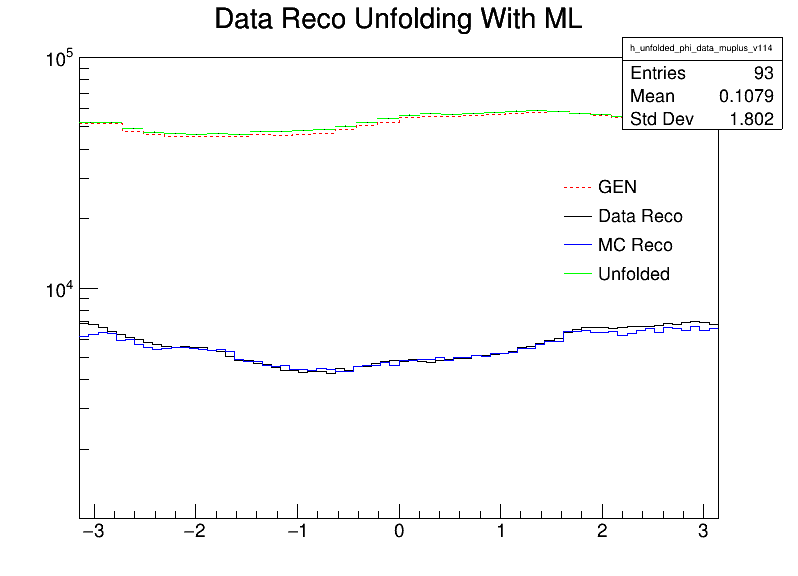 Data Reco Unfolding With ML
h_unfolded_phi_data_muplus_v114
Entries 93
Mean 0.1079
Std Dev 1.802
10^5
GEN
Data Reco
MC Reco
Unfolded
10^4
−3 −2 −1 0 1 2 3